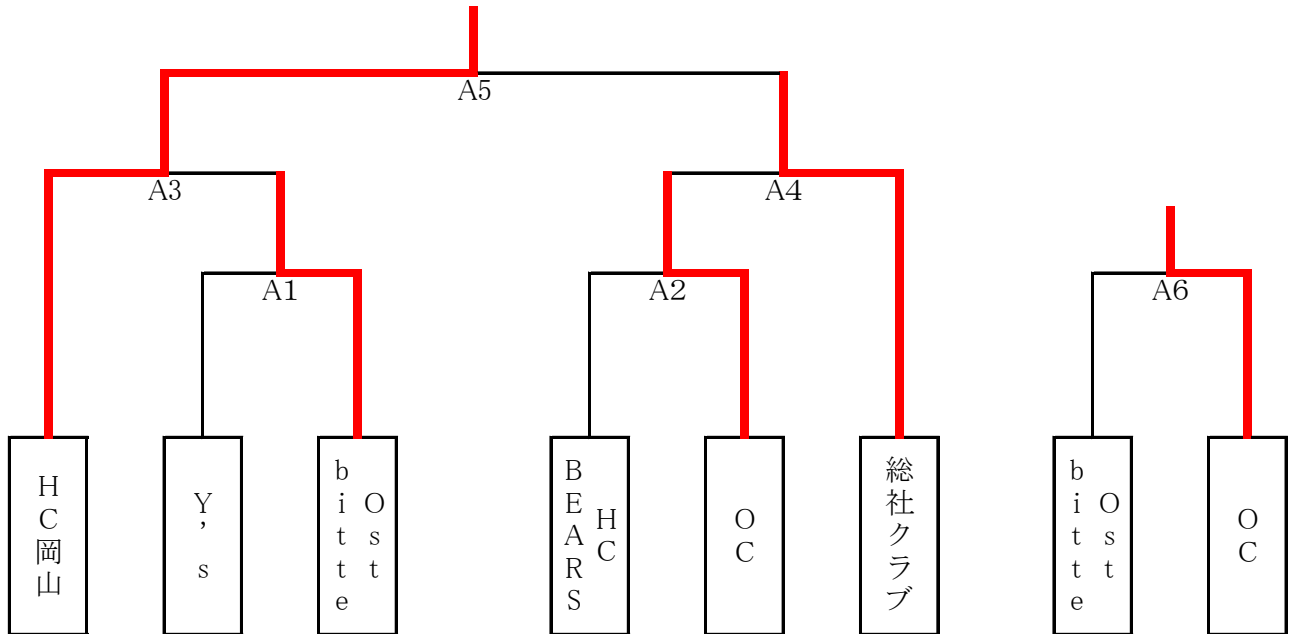 A5
A3
A4
A1
A2
A6
HC岡山
Y’s
Ost
bitte
HC
BEARS
OC
総社クラブ
Ost
bitte
OC